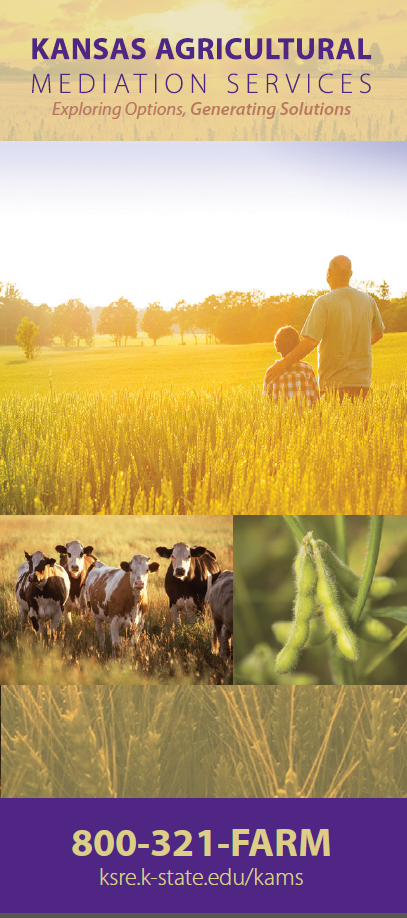 KANSAS AGRICULTURAL
MEDIATION SERVICES
Exploring Options, Generating Solutions
800-321-FARM
ksre.k-state.edu/kams